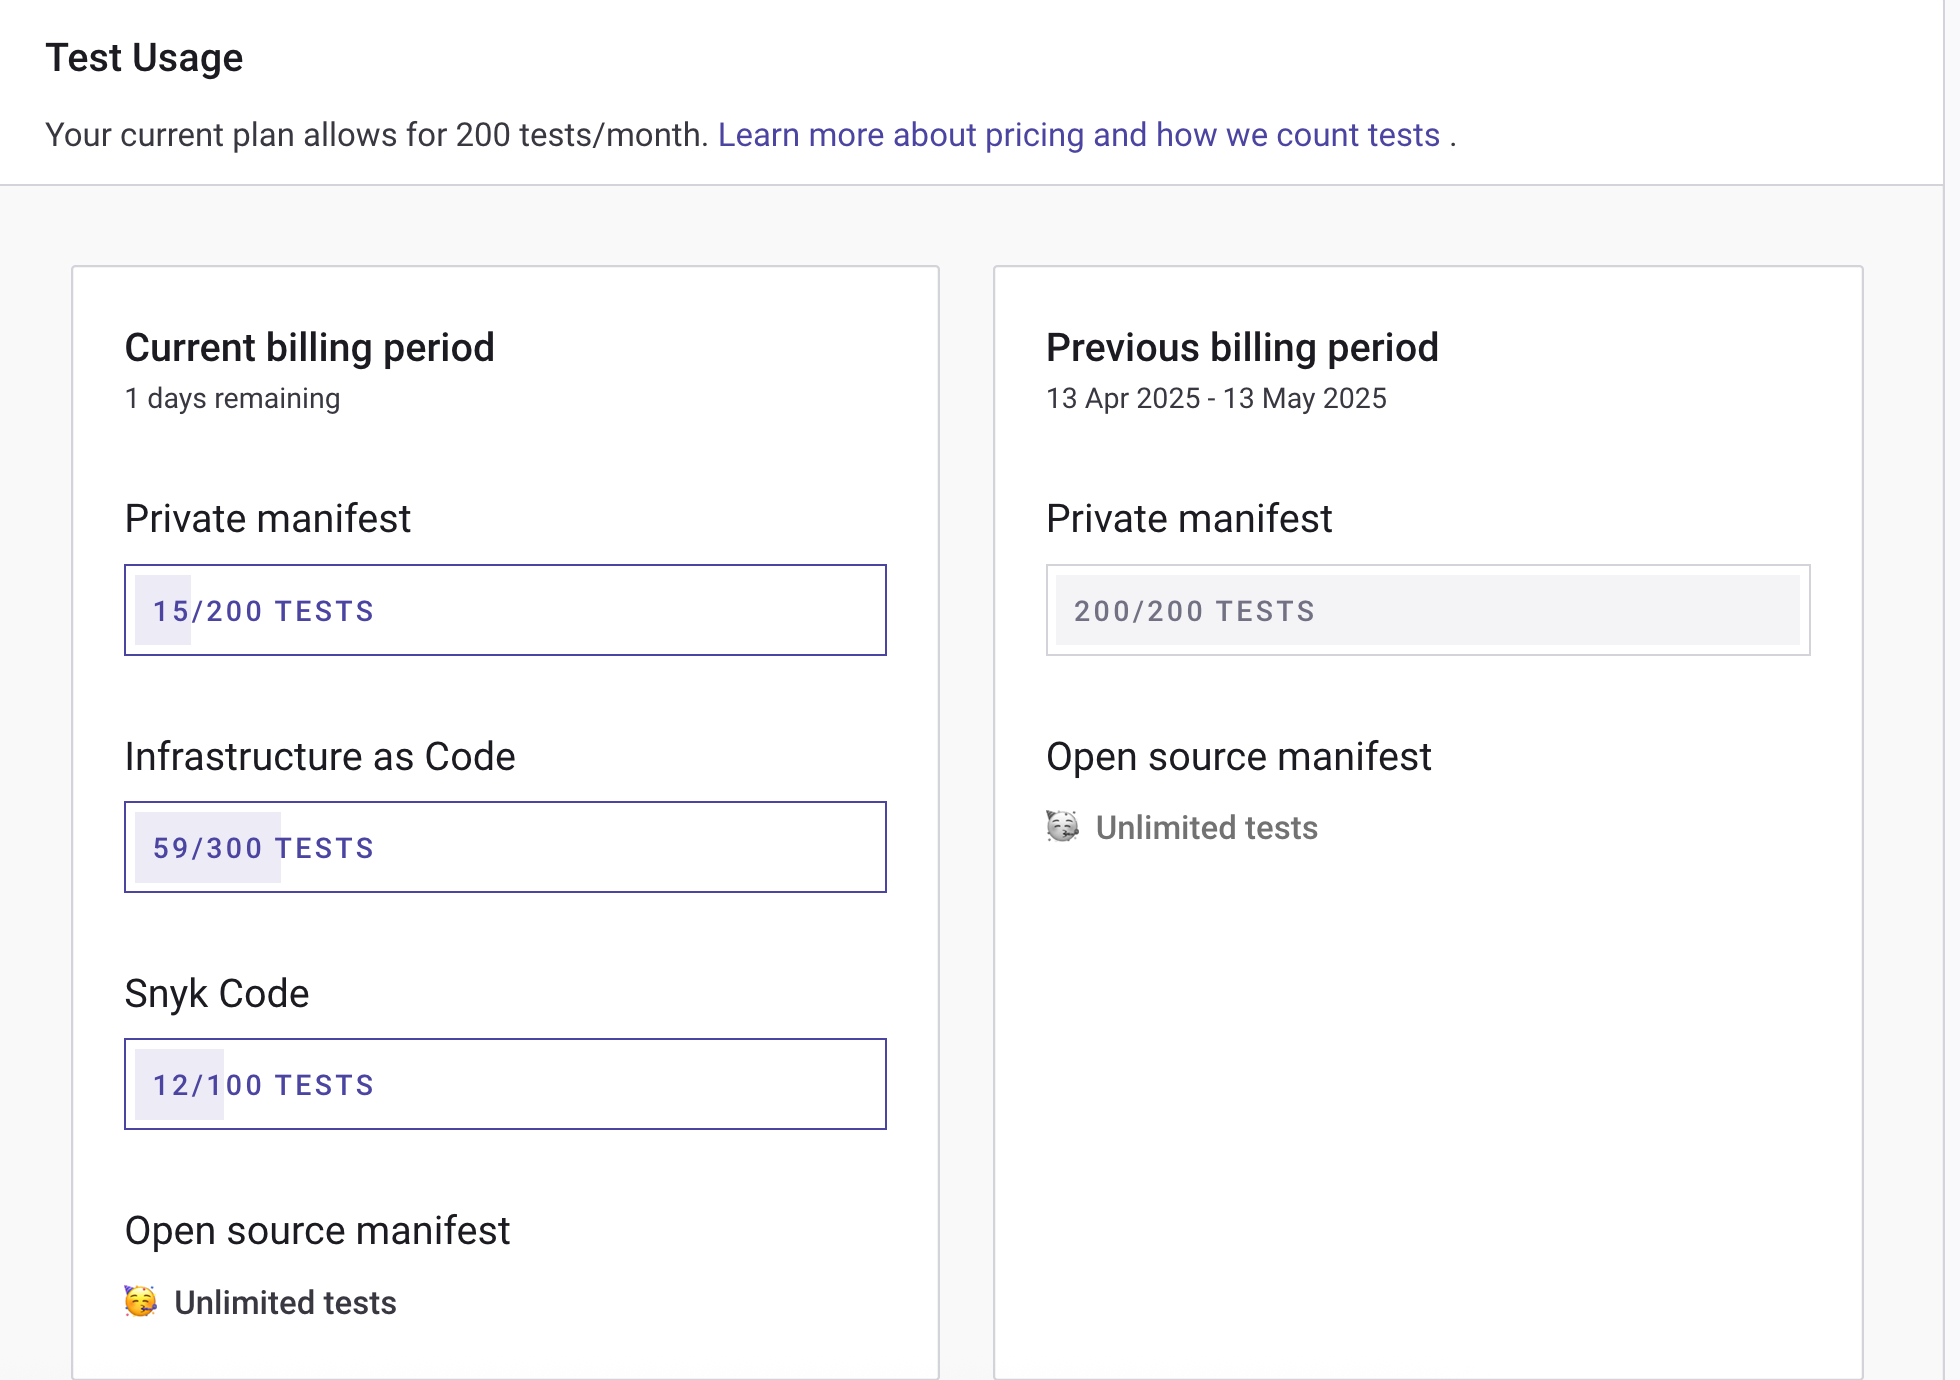 Test Usage
Your current plan allows for 200 tests/month. Learn more about pricing and how we count tests .
Current billing period
1 days remaining
Private manifest
15/200 TESTS
Infrastructure as Code
59/300 TESTS
Snyk Code
12/100 TESTS
Open source manifest
🥳 Unlimited tests
Previous billing period
13 Apr 2025 - 13 May 2025
Private manifest
200/200 TESTS
Open source manifest
🥳 Unlimited tests